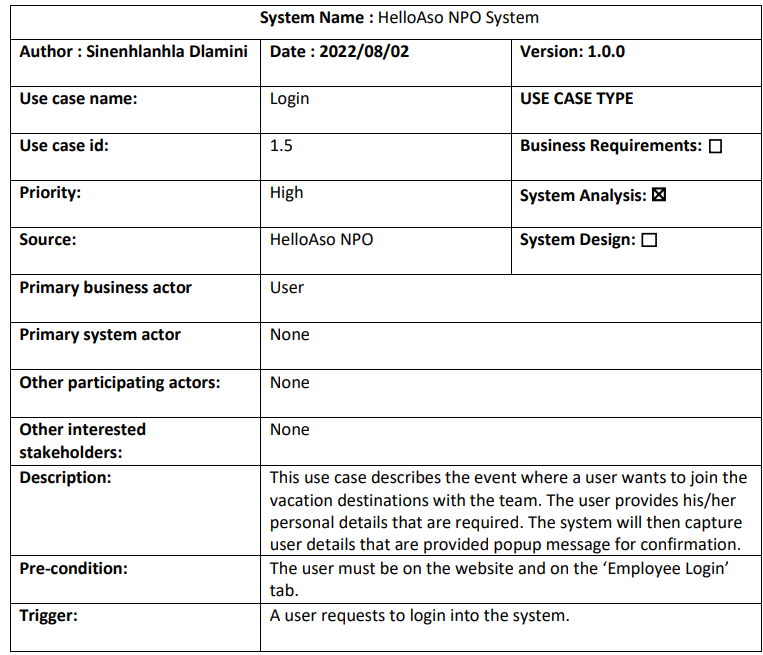 System Name : HelloAso NPO System
Author : Sinenhlanhla Dlamini Date : 2022/08/02 Version: 1.0.0
Use case name: Login USE CASE TYPE
Use case id: 1.5 Business Requirements: ☐
Priority: High System Analysis: ☒
Source: HelloAso NPO System Design: ☐
Primary business actor User
Primary system actor None
Other participating actors: None
Other interested None
stakeholders:
Description: This use case describes the event where a user wants to join the
vacation destinations with the team. The user provides his/her
personal details that are required. The system will then capture
user details that are provided popup message for confirmation.
Pre-condition: The user must be on the website and on the ‘Employee Login’
tab.
Trigger: A user requests to login into the system.